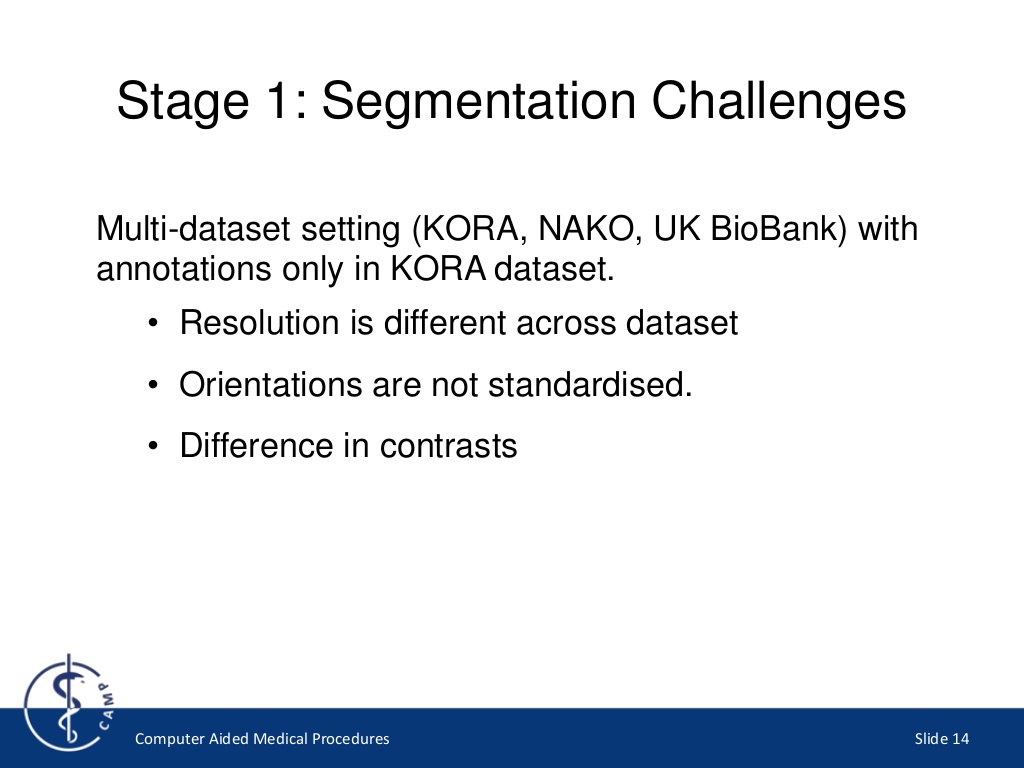 Stage 1: Segmentation Challenges
Multi-dataset setting (KORA, NAKO, UK BioBank) with
annotations only in KORA dataset.
• Resolution is different across dataset
• Orientations are not standardised.
• Difference in contrasts
CAMP
Computer Aided Medical Procedures
Slide 14